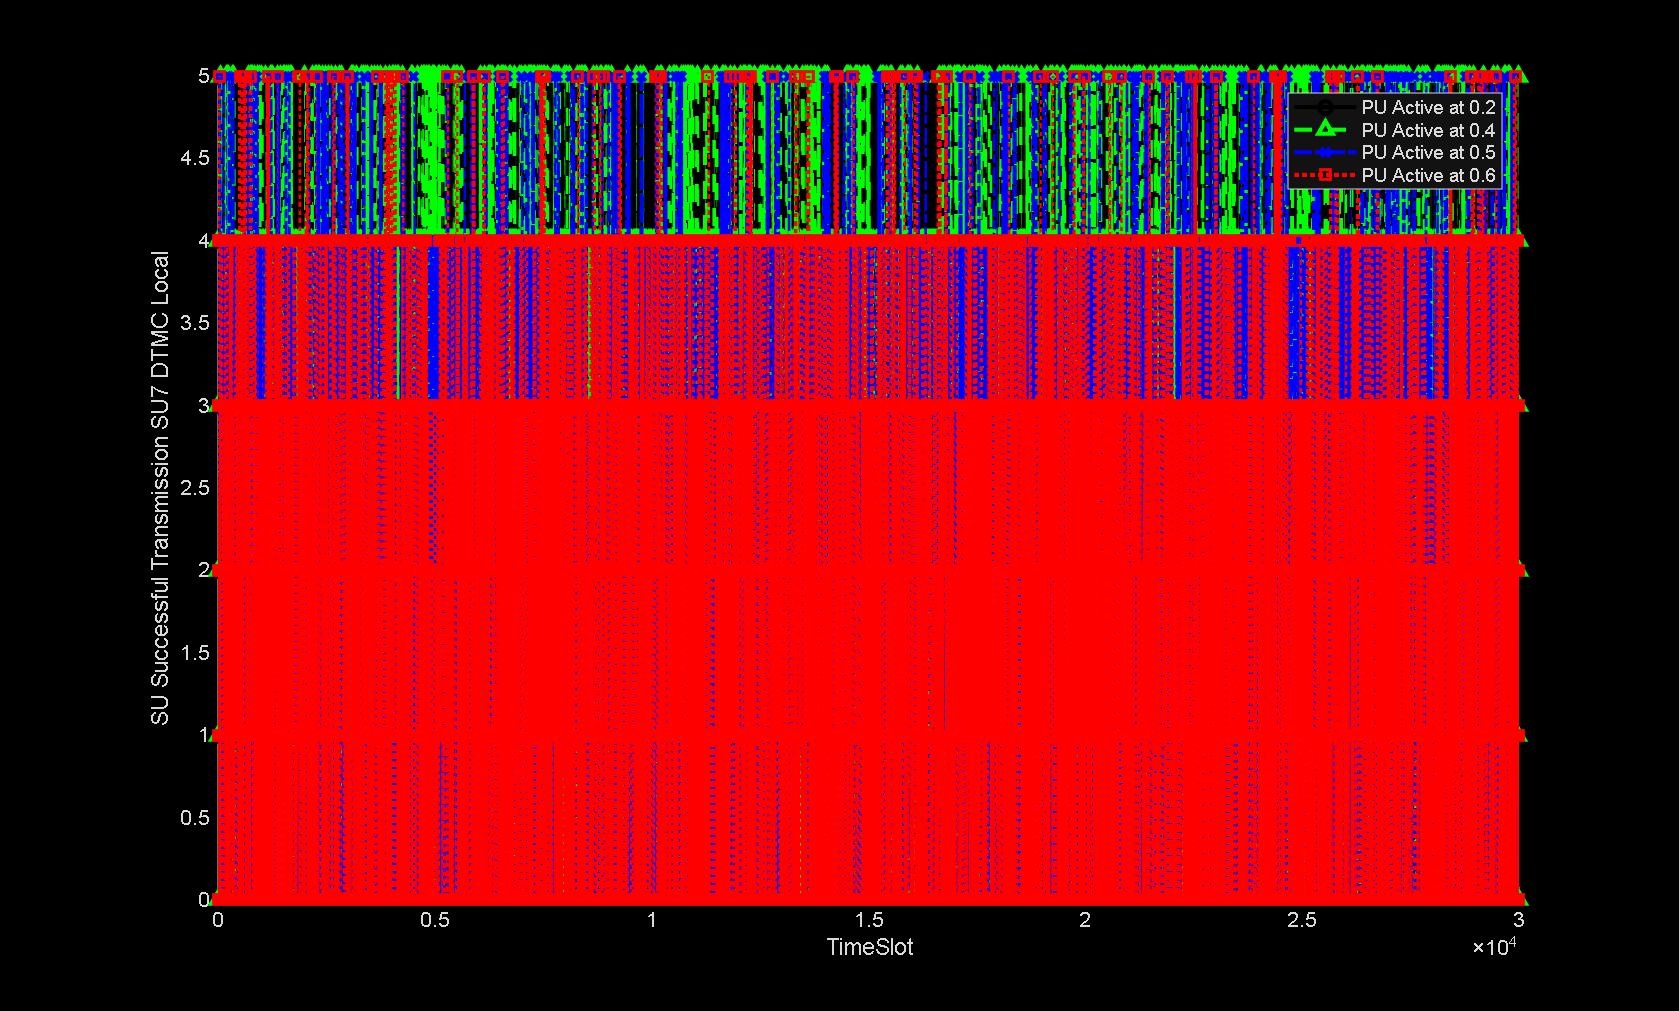 5
4.5
4
3.5
3
2.5
2
1.5
1
0.5
0
SU Successful Transmission SU7 DTMC Local
PU Active at 0.2
PU Active at 0.4
PU Active at 0.5
PU Active at 0.6
0 0.5 1 1.5 2 2.5 3
TimeSlot
×10⁴